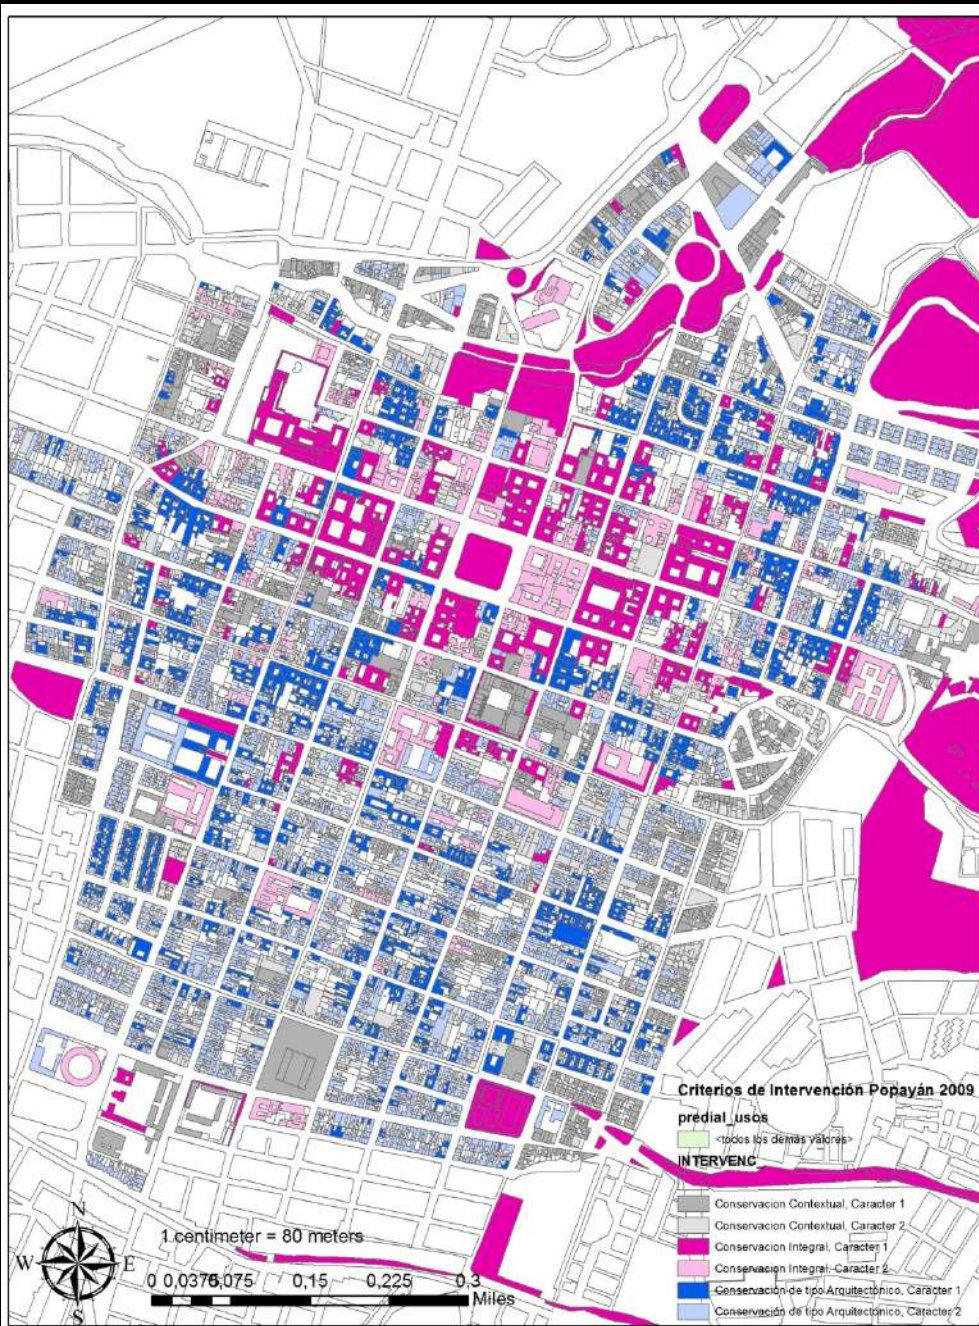 Criterios de Intervención Popayán 2009
predial_usos
<todos los demás valores>
INTERVENC_
Conservacion Contextual, Caracter 1
Conservacion Contextual, Caracter 2
Conservacion Integral, Caracter 1
Conservacion Integral, Caracter 2
Conservación de tipo Arquitectónico, Caracter 1
Conservación de tipo Arquitectónico, Caracter 2
N
W E
S
1 centimeter = 80 meters
0 0,0375 0,075 0,15 0,225 0,3
Miles